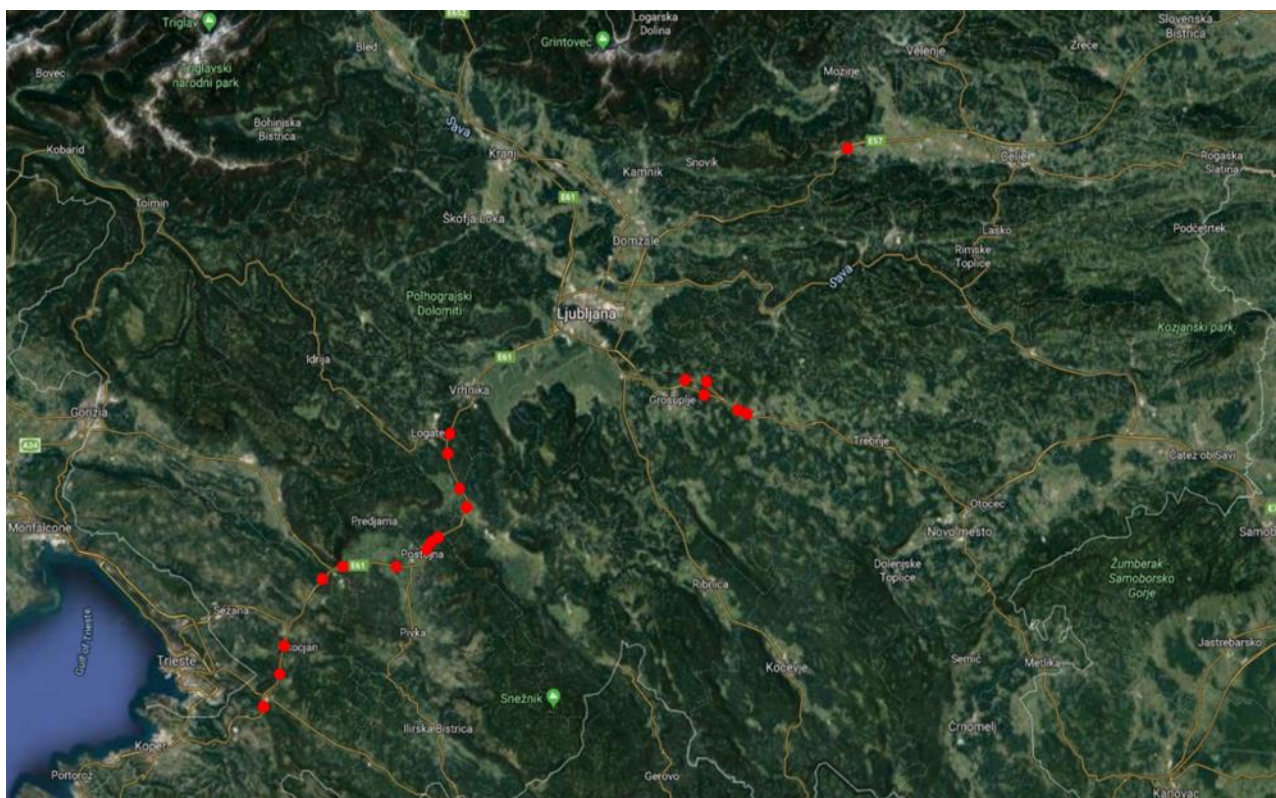 Triglav
E652
Logarska
Dolina
Grintovec
Slovenska
Bistrica
Bled
Velenje
Zreče
Bovec
Triglavski
narodni park
Mozirje
Bohinjska
Bistrica
Sava
Kobarid
Kranj
Snovik
Kamnik
E57
Celje
Rogaška
Slatina
E61
Tolmin
Škofja Loka
Domžale
Laško
Podčetrtek
Rimske
Toplice
Sava
Polhograjski
Dolomiti
Ljubljana
Kozjanski park
Idrija
E61
Vrhnika
Grosuplje
Gorizia
A34
Logate
Trebnje
Čatež ob Savi
Otočec
Monfalcone
Predjama
Novo mesto
Samob
Postojna
E61
Dolenjske
Toplice
Žumberak -
Samoborsko
Gorje
Ribnica
Sežana
Gulf of Trieste
Pivka
Trieste
kocjan
Jastrebarsko
Kočevje
Semič
Metlika
Snežnik
Ilirska Bistrica
Črnomelj
Koper
Portorož
Gerovo
Karlovac